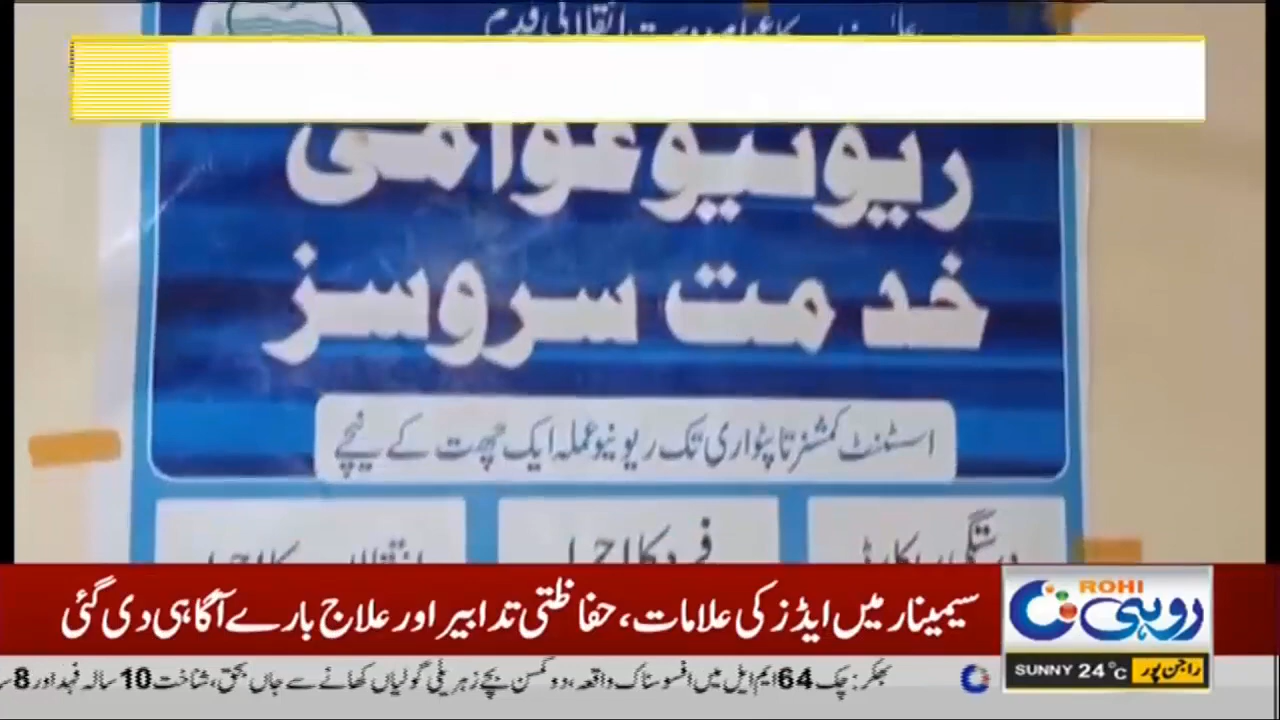 ریونیو عوامی
خدمت سروسز
اسسٹنٹ کمشنر تا پٹواری تک ریونیو عملہ ایک چھت کے نیچے
سیمینار میں ایڈز کی علامات، حفاظتی تدابیر اور علاج بارے آگاہی دی گئی
ROHI
روہی
SUNNY 24°C راجن پور
بھکر: چک 64 ایم ایل میں افسوسناک واقعہ، دو کمسن بچے زہریلی گولیاں کھانے سے جاں بحق، شناخت 10 سالہ فہد اور 8